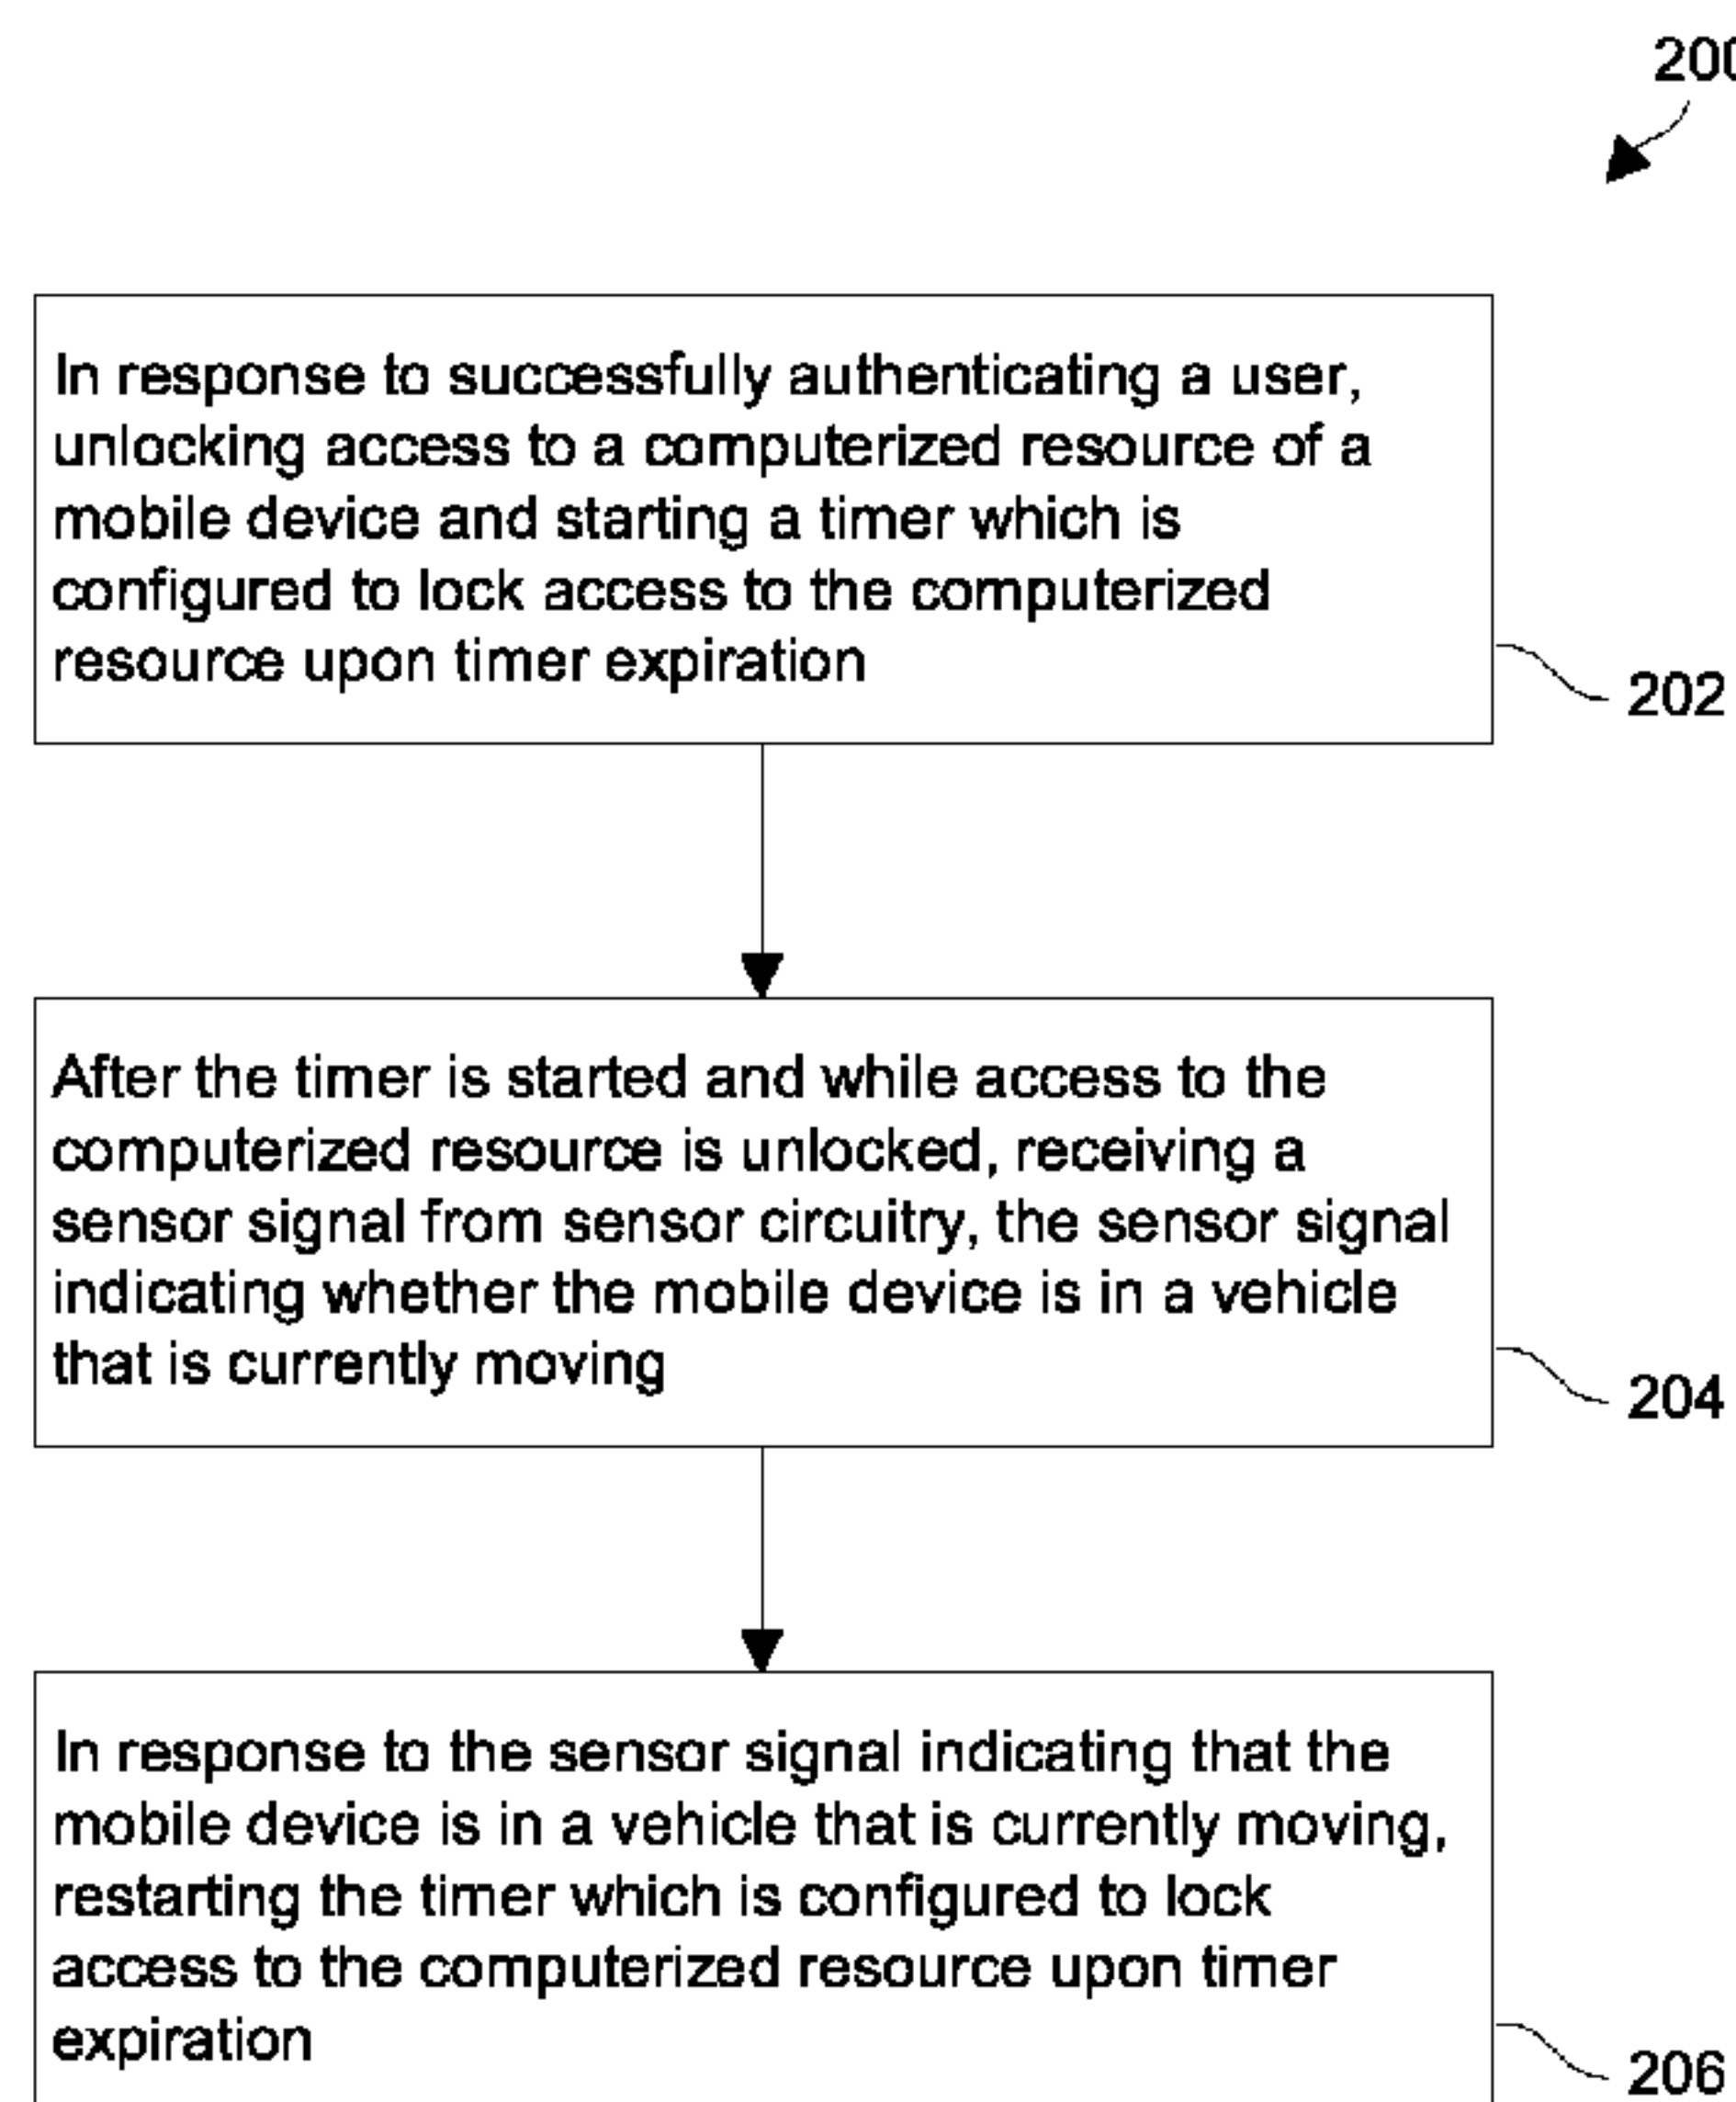 200
In response to successfully authenticating a user,
unlocking access to a computerized resource of a
mobile device and starting a timer which is
configured to lock access to the computerized
resource upon timer expiration
202
After the timer is started and while access to the
computerized resource is unlocked, receiving a
sensor signal from sensor circuitry, the sensor signal
indicating whether the mobile device is in a vehicle
that is currently moving
204
In response to the sensor signal indicating that the
mobile device is in a vehicle that is currently moving,
restarting the timer which is configured to lock
access to the computerized resource upon timer
expiration
206